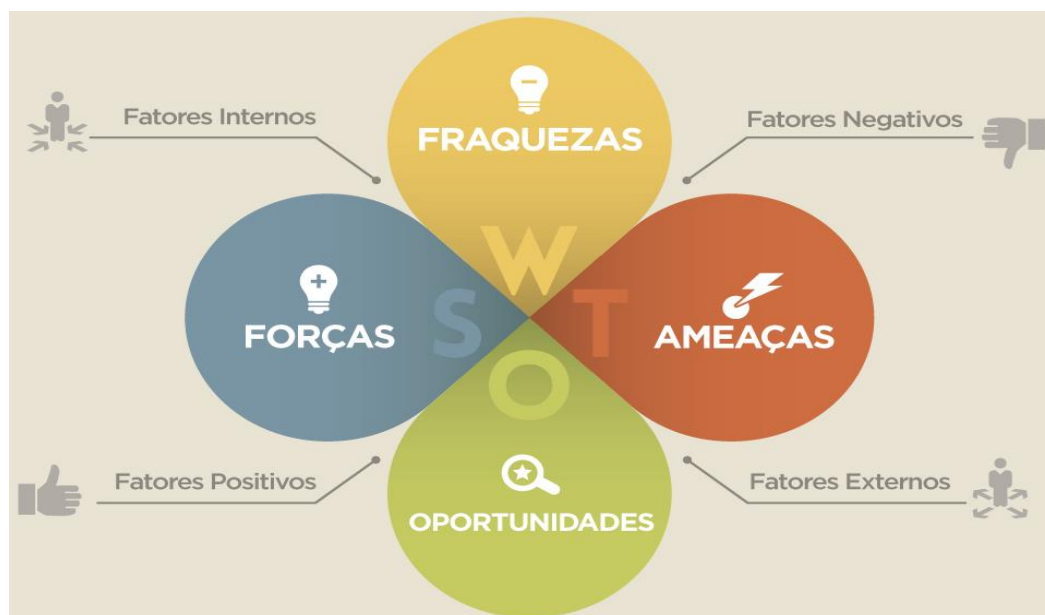 Fatores Internos
FRAQUEZAS
Fatores Negativos
W
FORÇAS
S
T
AMEAÇAS
O
Fatores Positivos
OPORTUNIDADES
Fatores Externos